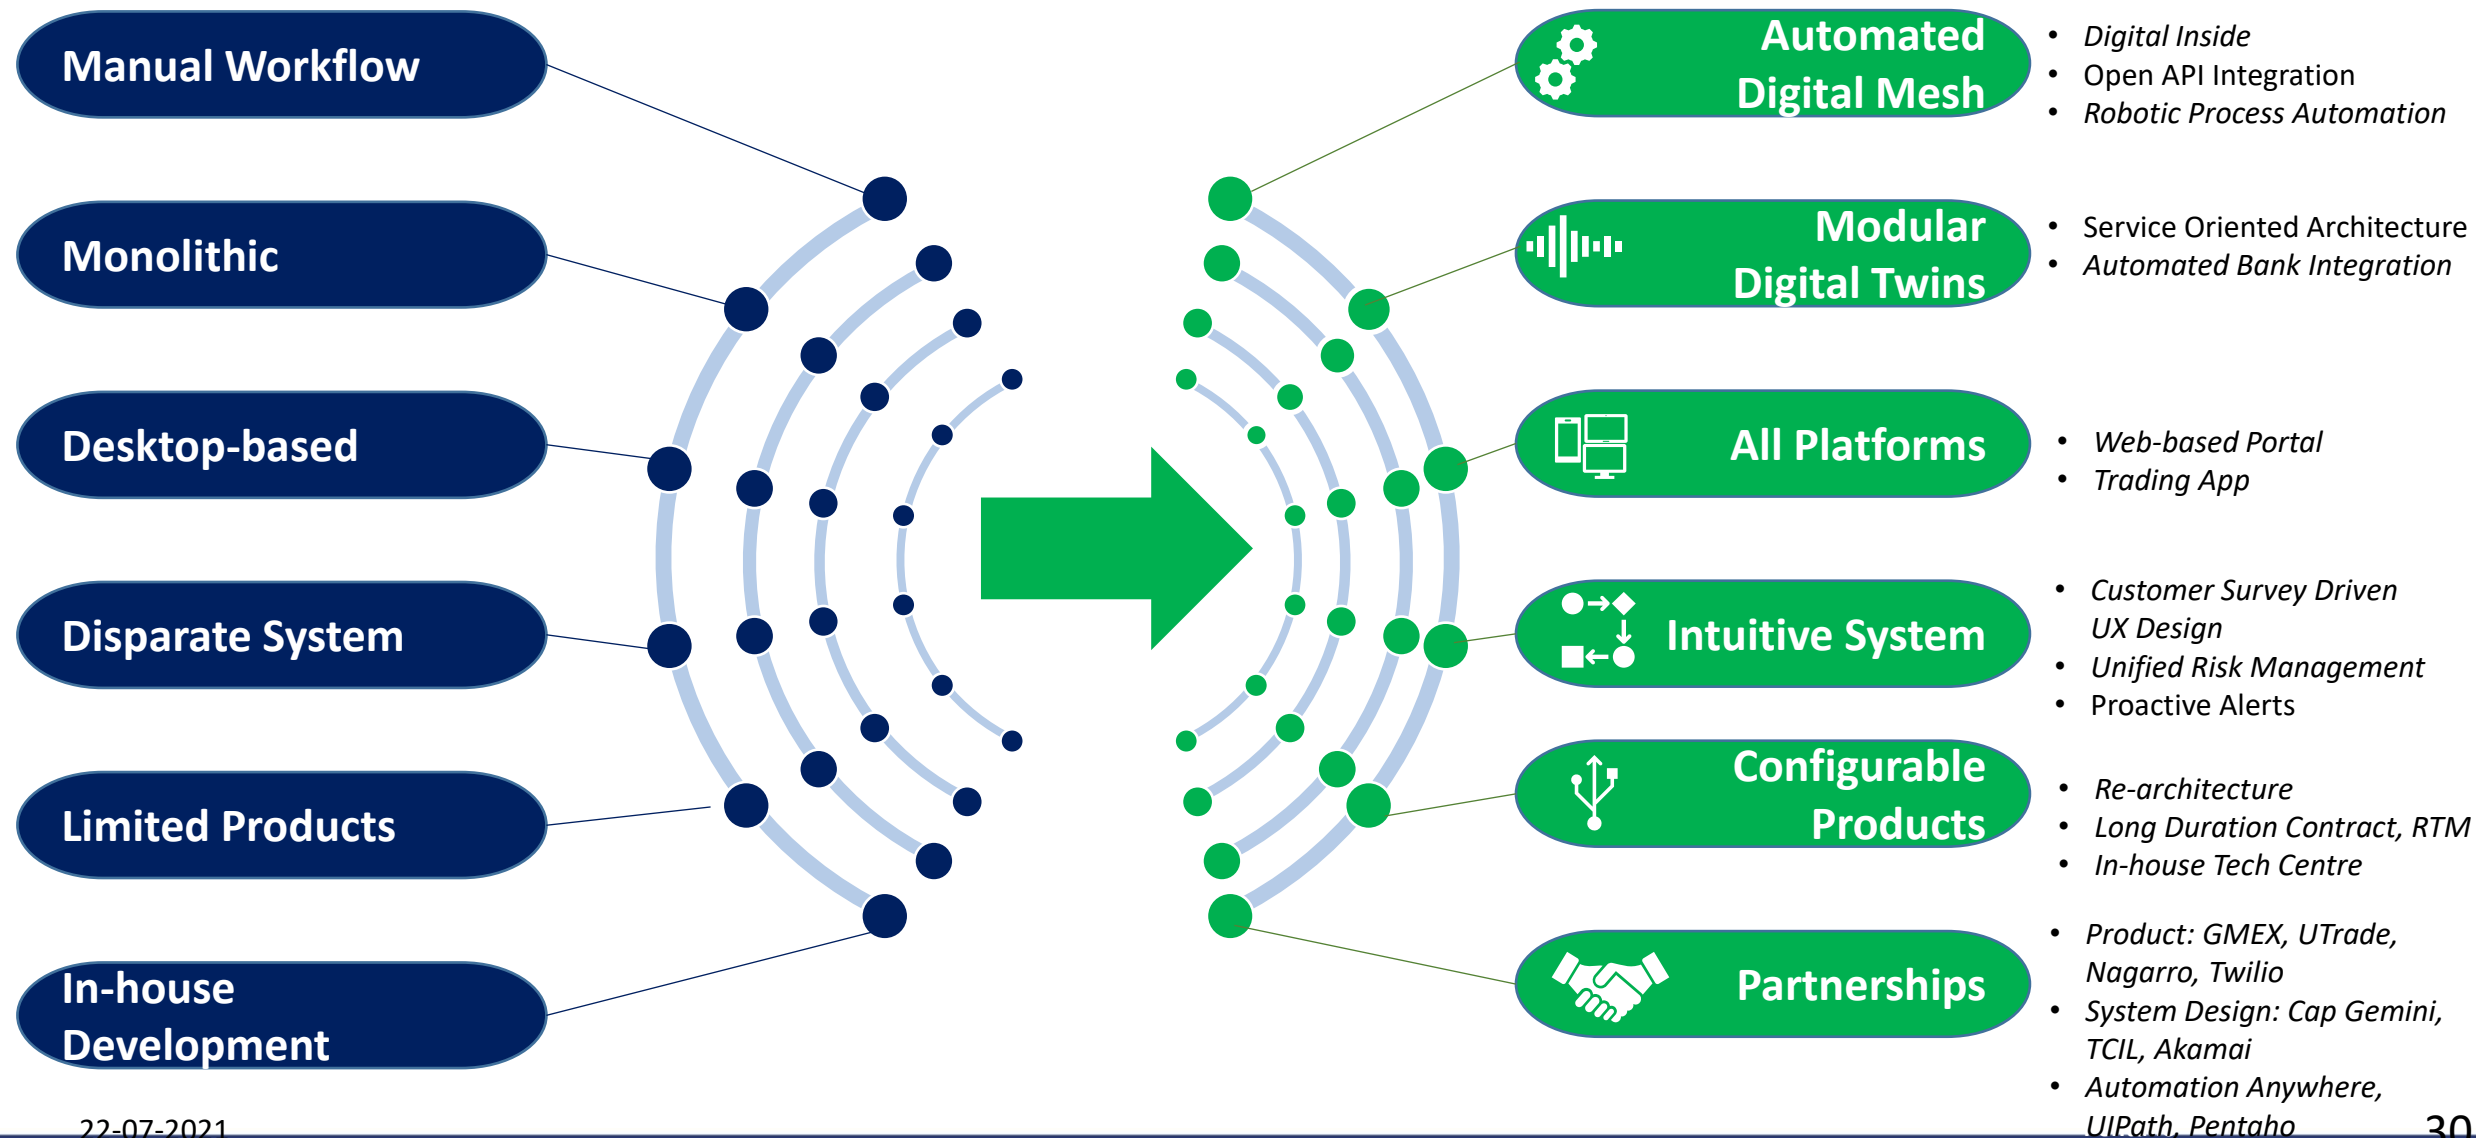 Manual Workflow
Monolithic
Desktop-based
Disparate System
Limited Products
In-house
Development
Automated
Digital Mesh
• Digital Inside
• Open API Integration
• Robotic Process Automation
Modular
Digital Twins
• Service Oriented Architecture
• Automated Bank Integration
All Platforms
• Web-based Portal
• Trading App
Intuitive System
• Customer Survey Driven
UX Design
• Unified Risk Management
• Proactive Alerts
Configurable
Products
• Re-architecture
• Long Duration Contract, RTM
• In-house Tech Centre
Partnerships
• Product: GMEX, UTrade,
Nagarro, Twilio
• System Design: Cap Gemini,
TCIL, Akamai
• Automation Anywhere,
UIPath, Pentaho
22-07-2021
30